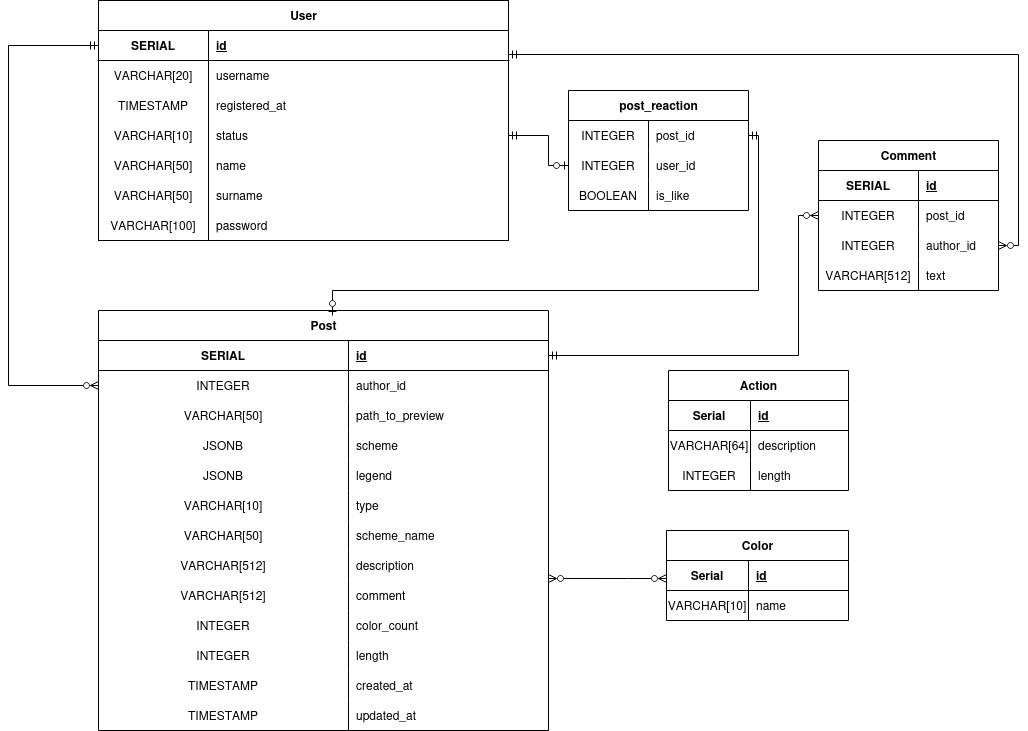 User
SERIAL id
VARCHAR[20] username
TIMESTAMP registered_at
VARCHAR[10] status
VARCHAR[50] name
VARCHAR[50] surname
VARCHAR[100] password
post_reaction
INTEGER post_id
INTEGER user_id
BOOLEAN is_like
Comment
SERIAL id
INTEGER post_id
INTEGER author_id
VARCHAR[512] text
Post
SERIAL id
INTEGER author_id
VARCHAR[50] path_to_preview
JSONB scheme
JSONB legend
VARCHAR[10] type
VARCHAR[50] scheme_name
VARCHAR[512] description
VARCHAR[512] comment
INTEGER color_count
INTEGER length
TIMESTAMP created_at
TIMESTAMP updated_at
Action
Serial id
VARCHAR[64] description
INTEGER length
Color
Serial id
VARCHAR[10] name